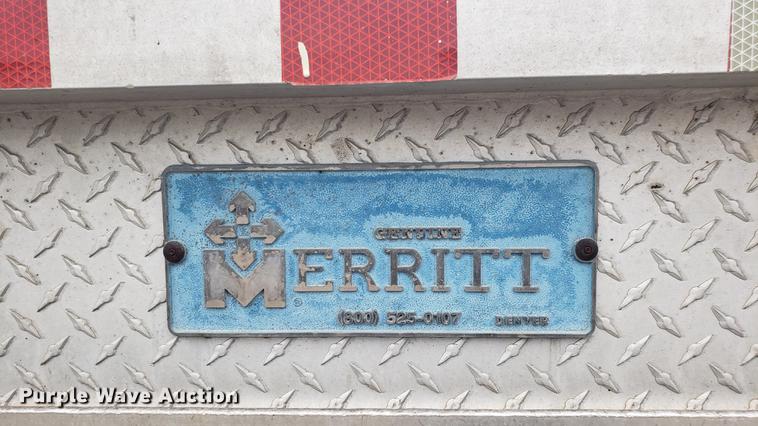 GENUINE
MERRITT®
(800) 525-0107 DENVER
Purple Wave Auction